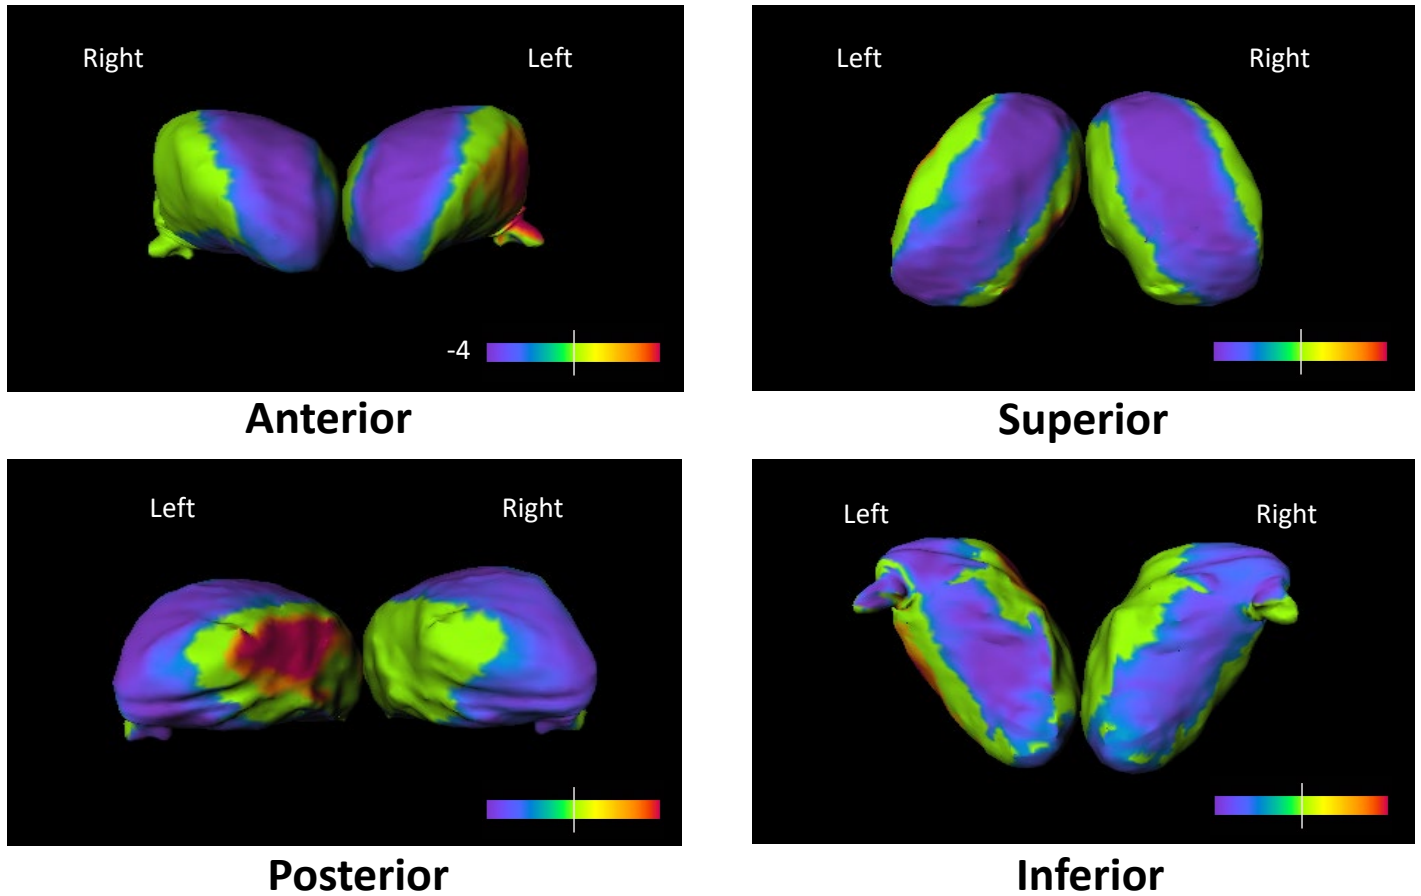 Right Left
-4
Anterior
Left Right
Superior
Left Right
Posterior
Left Right
Inferior